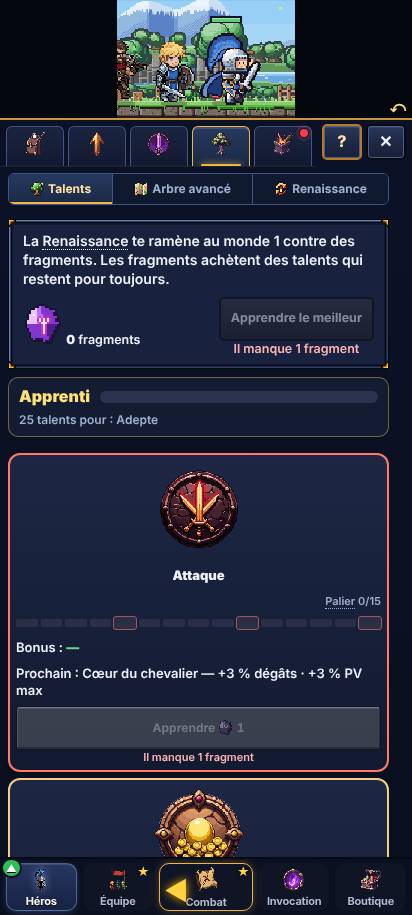 ?
×
Talents
Arbre avancé
Renaissance
La Renaissance te ramène au monde 1 contre des
fragments. Les fragments achètent des talents qui
restent pour toujours.
0 fragments
Apprendre le meilleur
Il manque 1 fragment
Apprenti
25 talents pour : Adepte
Attaque
Palier 0/15
Bonus : —
Prochain : Cœur du chevalier — +3 % dégâts · +3 % PV
max
Apprendre 1
Il manque 1 fragment
Héros
Équipe
Combat
Invocation
Boutique